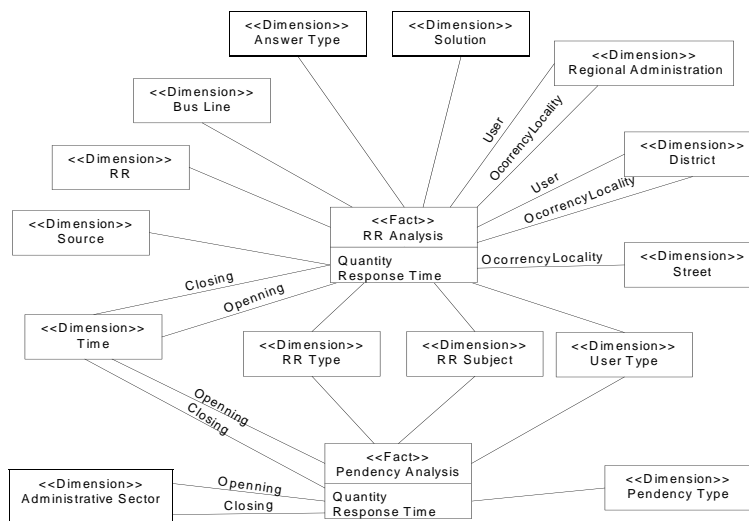 <<Dimension>>
Answer Type
<<Dimension>>
Solution
<<Dimension>>
Regional Administration
<<Dimension>>
Bus Line
User
OcorrencyLocality
<<Dimension>>
District
<<Dimension>>
RR
User
OcorrencyLocality
<<Dimension>>
Source
<<Fact>>
RR Analysis
Quantity
Response Time
OcorrencyLocality
<<Dimension>>
Street
Closing
Openning
<<Dimension>>
Time
<<Dimension>>
RR Type
<<Dimension>>
RR Subject
<<Dimension>>
User Type
Openning
Closing
<<Fact>>
Pendency Analysis
Quantity
Response Time
<<Dimension>>
Administrative Sector
Openning
Closing
<<Dimension>>
Pendency Type